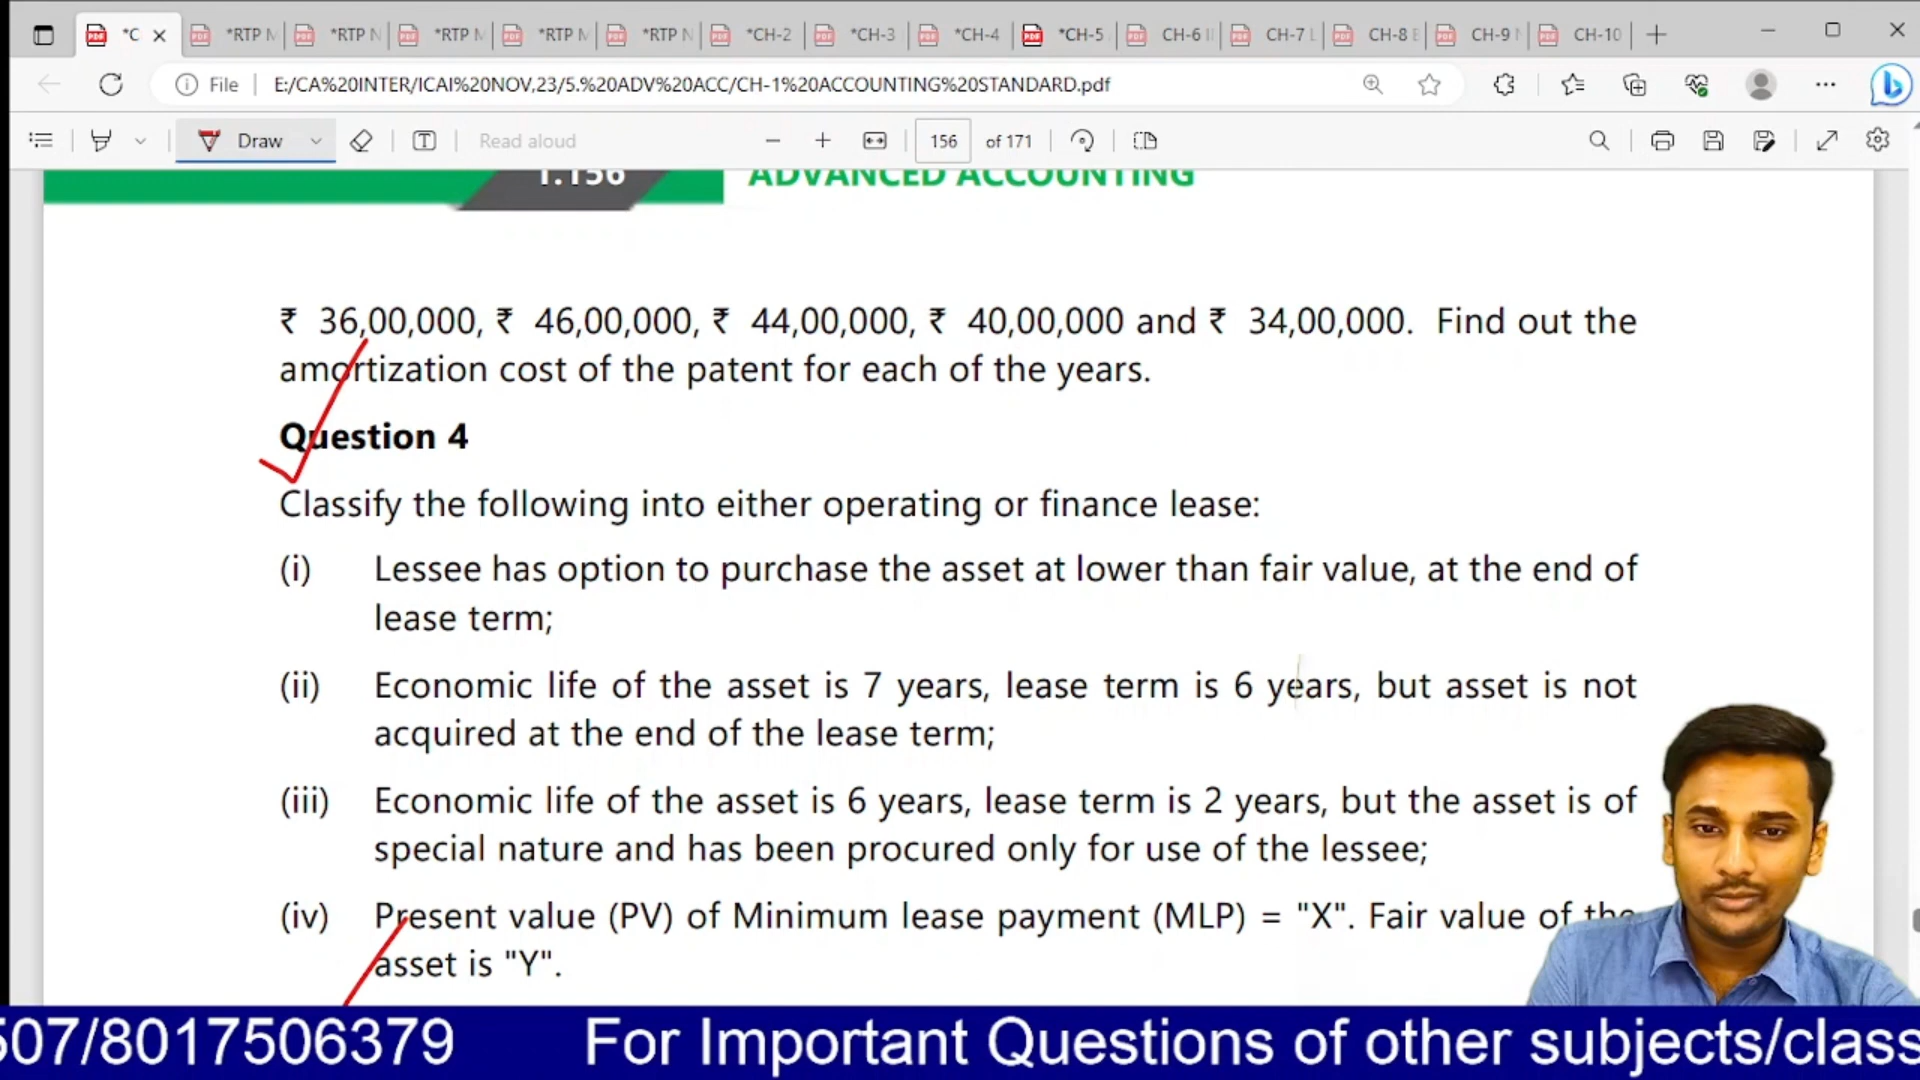 *C
*RTP M
*RTP N
*RTP M
*RTP M
*RTP N
*CH-2
*CH-3
*CH-4
*CH-5
CH-6 I
CH-7 L
CH-8 E
CH-9 N
CH-10
File
E:/CA%20INTER/ICAI%20NOV,23/5.%20ADV%20ACC/CH-1%20ACCOUNTING%20STANDARD.pdf
Draw
Read aloud
156 of 171
1.156 ADVANCED ACCOUNTING
₹ 36,00,000, ₹ 46,00,000, ₹ 44,00,000, ₹ 40,00,000 and ₹ 34,00,000. Find out the
amortization cost of the patent for each of the years.
Question 4
Classify the following into either operating or finance lease:
(i) Lessee has option to purchase the asset at lower than fair value, at the end of
lease term;
(ii) Economic life of the asset is 7 years, lease term is 6 years, but asset is not
acquired at the end of the lease term;
(iii) Economic life of the asset is 6 years, lease term is 2 years, but the asset is of
special nature and has been procured only for use of the lessee;
(iv) Present value (PV) of Minimum lease payment (MLP) = "X". Fair value of the
asset is "Y".
507/8017506379 For Important Questions of other subjects/class